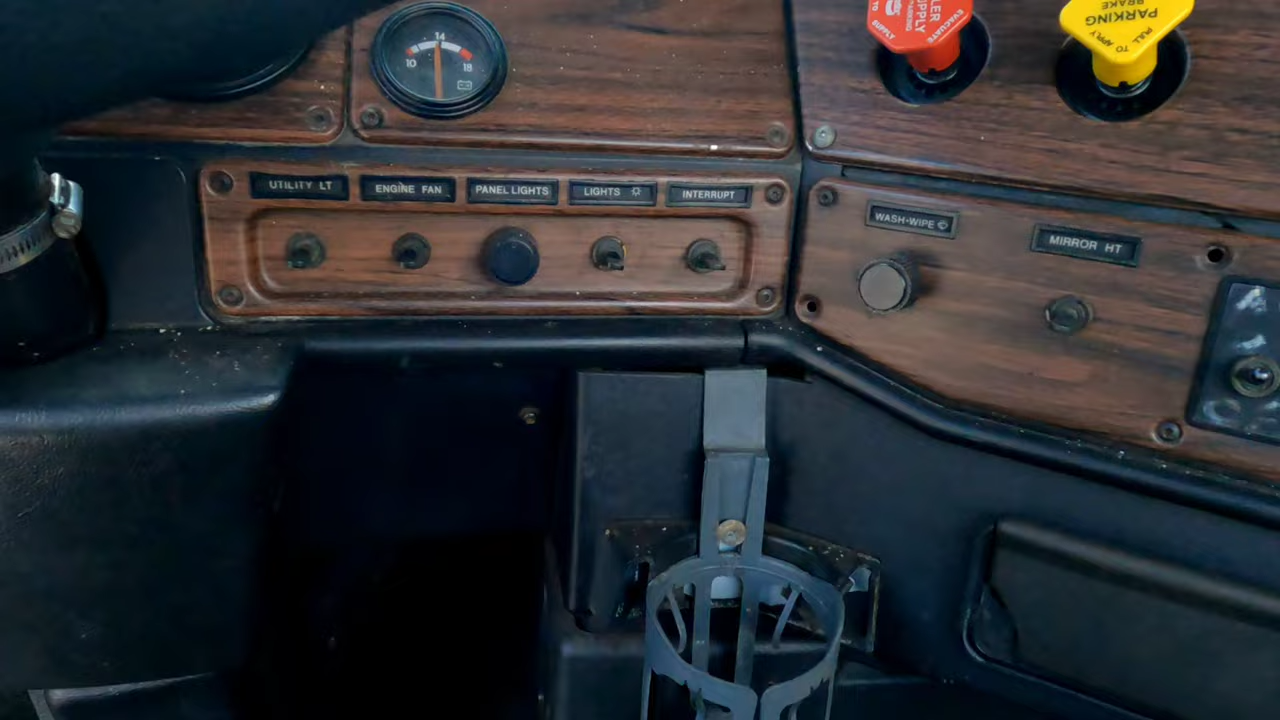 14
10 18
UTILITY LT
ENGINE FAN
PANEL LIGHTS
LIGHTS
INTERRUPT
WASH-WIPE
MIRROR HT
SUPPLY
EVACUATE
PARKING
BRAKE
PULL TO APPLY